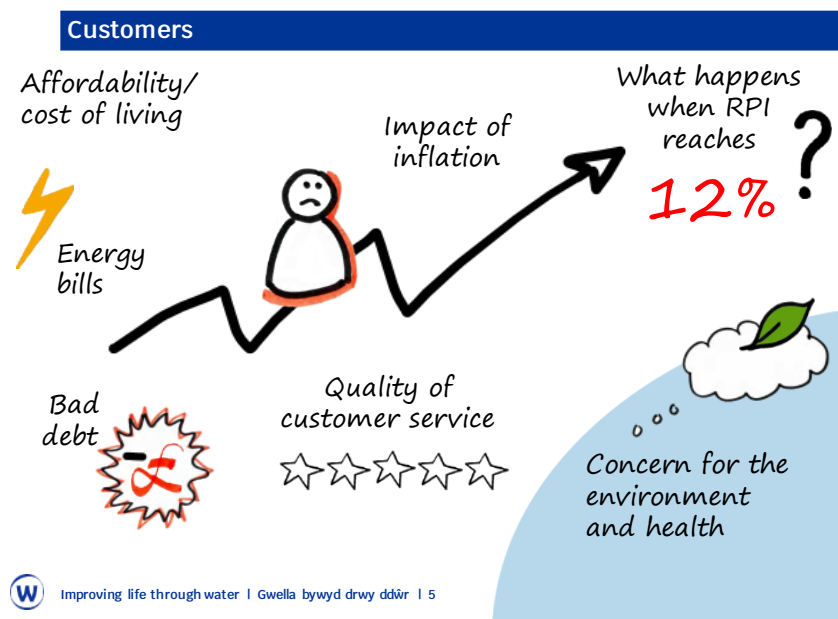 Customers
Affordability/
cost of living
Impact of
inflation
What happens
when RPI
reaches
12%
?
Energy
bills
Bad
debt
-£
Quality of
customer service
Concern for the
environment
and health
W
Improving life through water | Gwella bywyd drwy ddŵr | 5